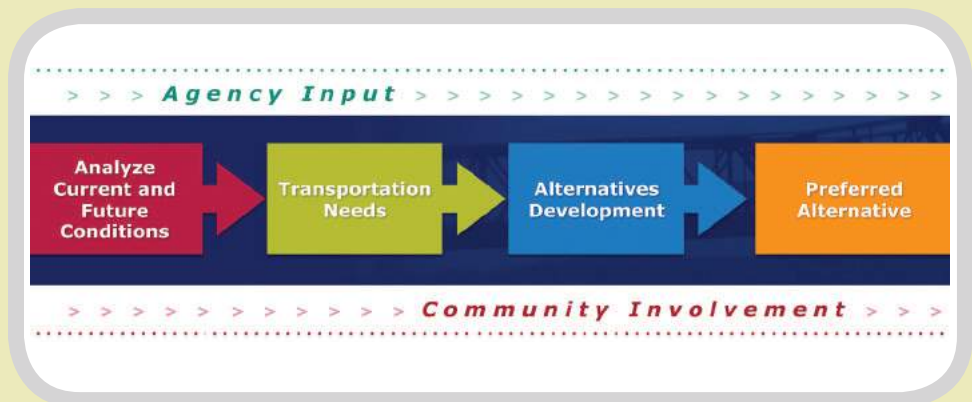 > > > Agency Input > > > > > > > > > > > > > > > > >
Analyze
Current and
Future
Conditions
Transportation
Needs
Alternatives
Development
Preferred
Alternative
> > > > > > > > > > > Community Involvement > > >